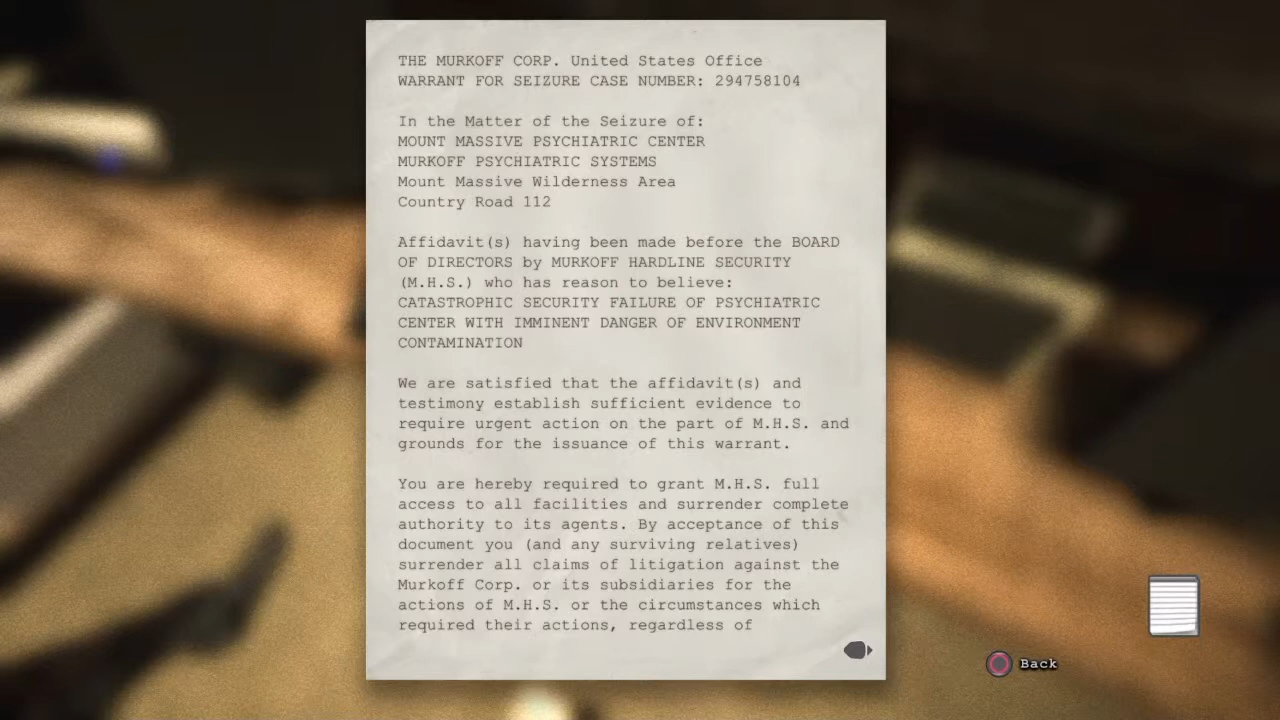 THE MURKOFF CORP. United States Office
WARRANT FOR SEIZURE CASE NUMBER: 294758104
In the Matter of the Seizure of:
MOUNT MASSIVE PSYCHIATRIC CENTER
MURKOFF PSYCHIATRIC SYSTEMS
Mount Massive Wilderness Area
Country Road 112
Affidavit(s) having been made before the BOARD
OF DIRECTORS by MURKOFF HARDLINE SECURITY
(M.H.S.) who has reason to believe:
CATASTROPHIC SECURITY FAILURE OF PSYCHIATRIC
CENTER WITH IMMINENT DANGER OF ENVIRONMENT
CONTAMINATION
We are satisfied that the affidavit(s) and
testimony establish sufficient evidence to
require urgent action on the part of M.H.S. and
grounds for the issuance of this warrant.
You are hereby required to grant M.H.S. full
access to all facilities and surrender complete
authority to its agents. By acceptance of this
document you (and any surviving relatives)
surrender all claims of litigation against the
Murkoff Corp. or its subsidiaries for the
actions of M.H.S. or the circumstances which
required their actions, regardless of
Back